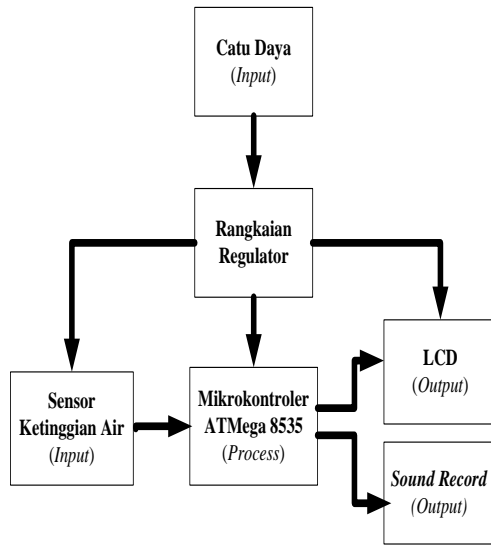 Catu Daya
(Input)
Rangkaian
Regulator
Sensor
Ketinggian Air
(Input)
Mikrokontroler
ATMega 8535
(Process)
LCD
(Output)
Sound Record
(Output)